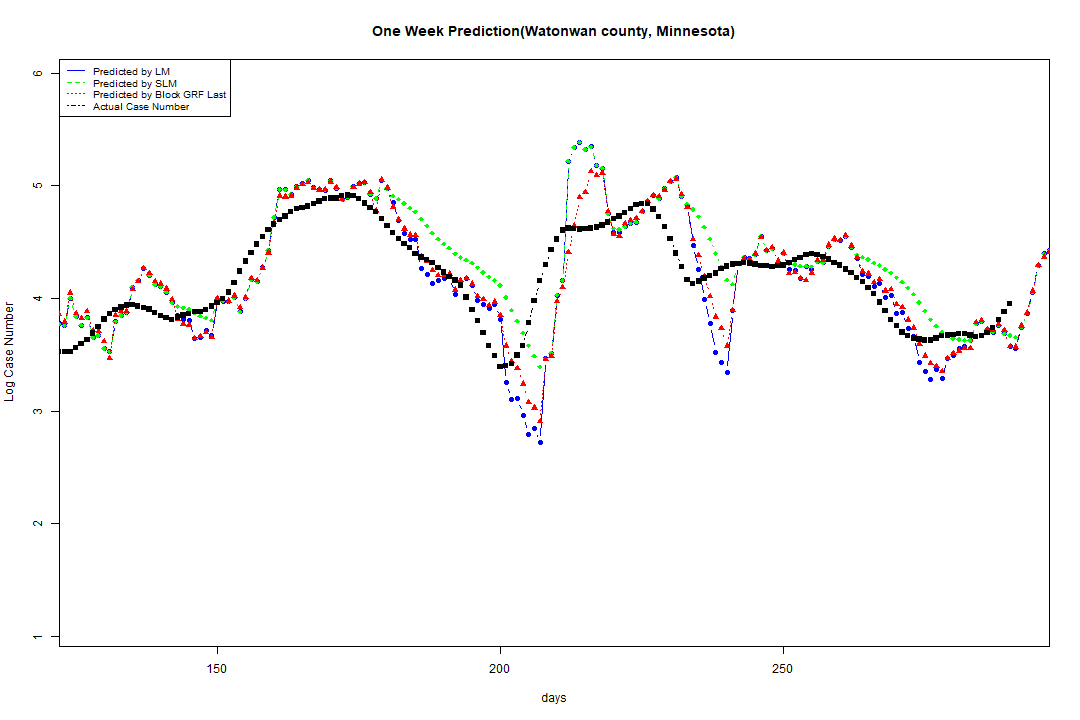 One Week Prediction(Watonwan county, Minnesota)
Predicted by LM
Predicted by SLM
Predicted by Block GRF Last
Actual Case Number
6
5
4
3
2
1
Log Case Number
150
200
250
days